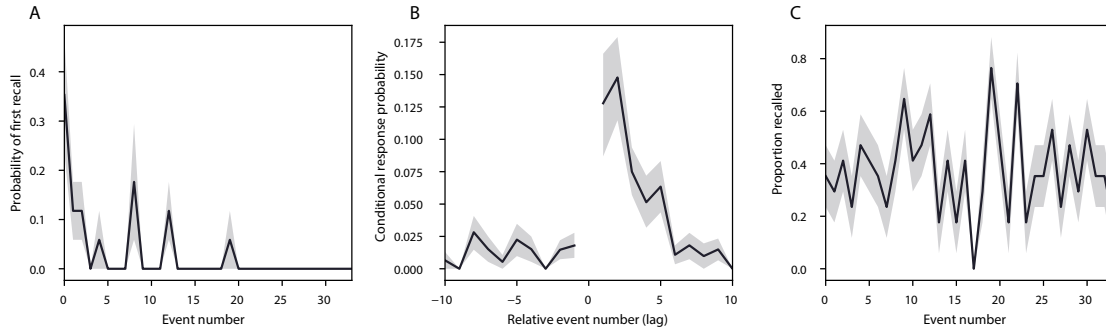 A
Probability of first recall
0.4
0.3
0.2
0.1
0.0
0 5 10 15 20 25 30
Event number
B
Conditional response probability
0.175
0.150
0.125
0.100
0.075
0.050
0.025
0.000
−10 −5 0 5 10
Relative event number (lag)
C
Proportion recalled
0.8
0.6
0.4
0.2
0.0
0 5 10 15 20 25 30
Event number